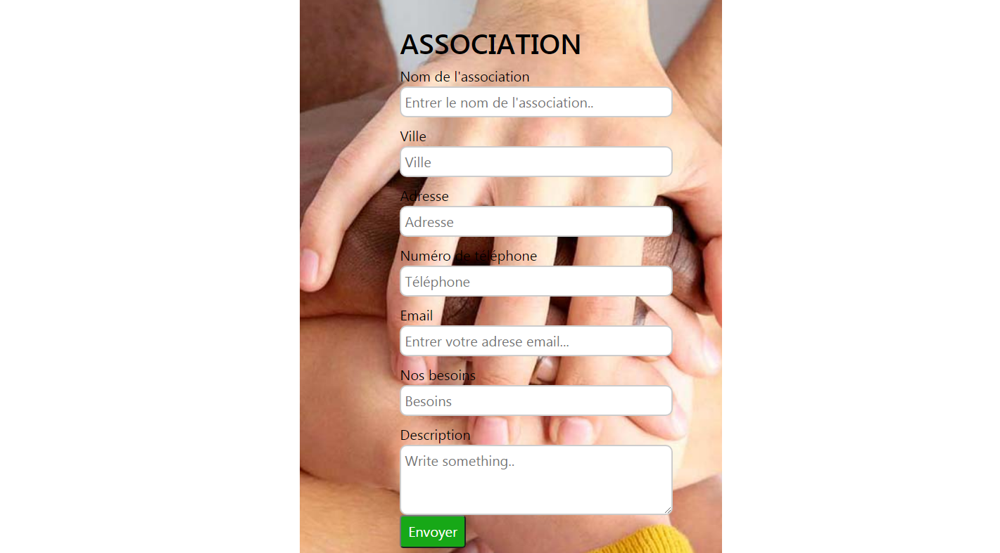 ASSOCIATION
Nom de l'association
Entrer le nom de l'association..
Ville
Ville
Adresse
Adresse
Numéro de téléphone
Téléphone
Email
Entrer votre adrese email...
Nos besoins
Besoins
Description
Write something..
Envoyer